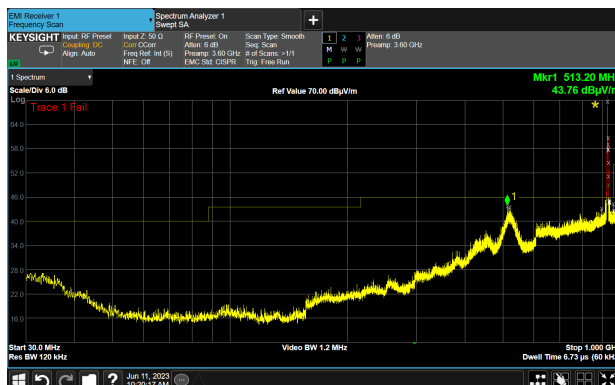 EMI Receiver 1
Frequency Scan
Spectrum Analyzer 1
Swept SA
+
KEYSIGHT
Input: RF Presel
Coupling: DC
Align: Auto
Input Z: 50 Ω
Corr CCorr
Freq Ref: Int (S)
NFE: Off
RF Presel: On
Atten: 6 dB
Preamp: 3.60 GHz
EMC Std: CISPR
Scan Type: Smooth
Seq: Scan
# of Scans: >1/1
Trig: Free Run
1 2 3
M W W
P P P
Atten: 6 dB
Preamp: 3.60 GHz
1 Spectrum
Scale/Div 6.0 dB
Ref Value 70.00 dBµV/m
Mkr1 513.20 MH
43.76 dBµV/m
Log
Trace 1 Fail
64.0
58.0
52.0
46.0
40.0
34.0
28.0
22.0
16.0
1
Start 30.0 MHz
Res BW 120 kHz
Video BW 1.2 MHz
Stop 1.000 GH
Dwell Time 6.73 µs (60 kH
?
Jun 11, 2023